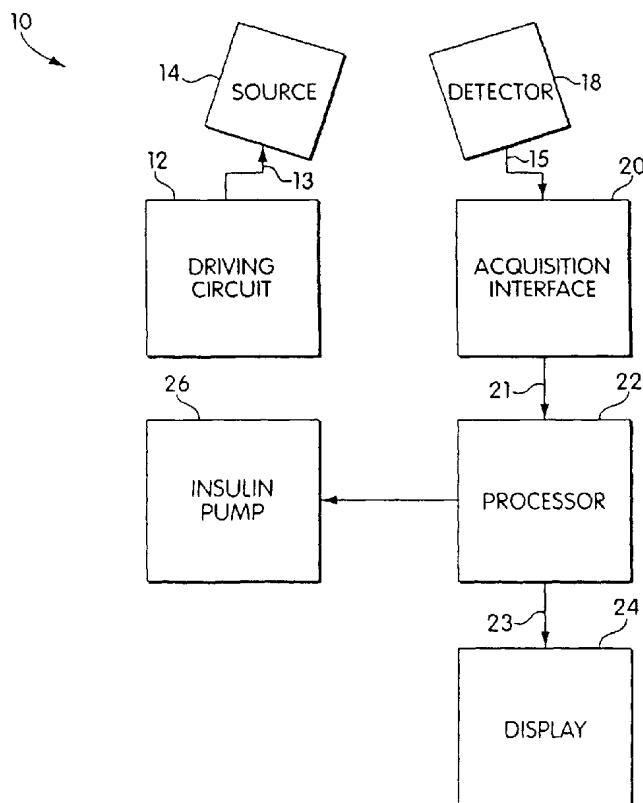 10
14
SOURCE
DETECTOR
18
12
13
15
20
DRIVING
CIRCUIT
ACQUISITION
INTERFACE
26
21
22
INSULIN
PUMP
PROCESSOR
23
24
DISPLAY